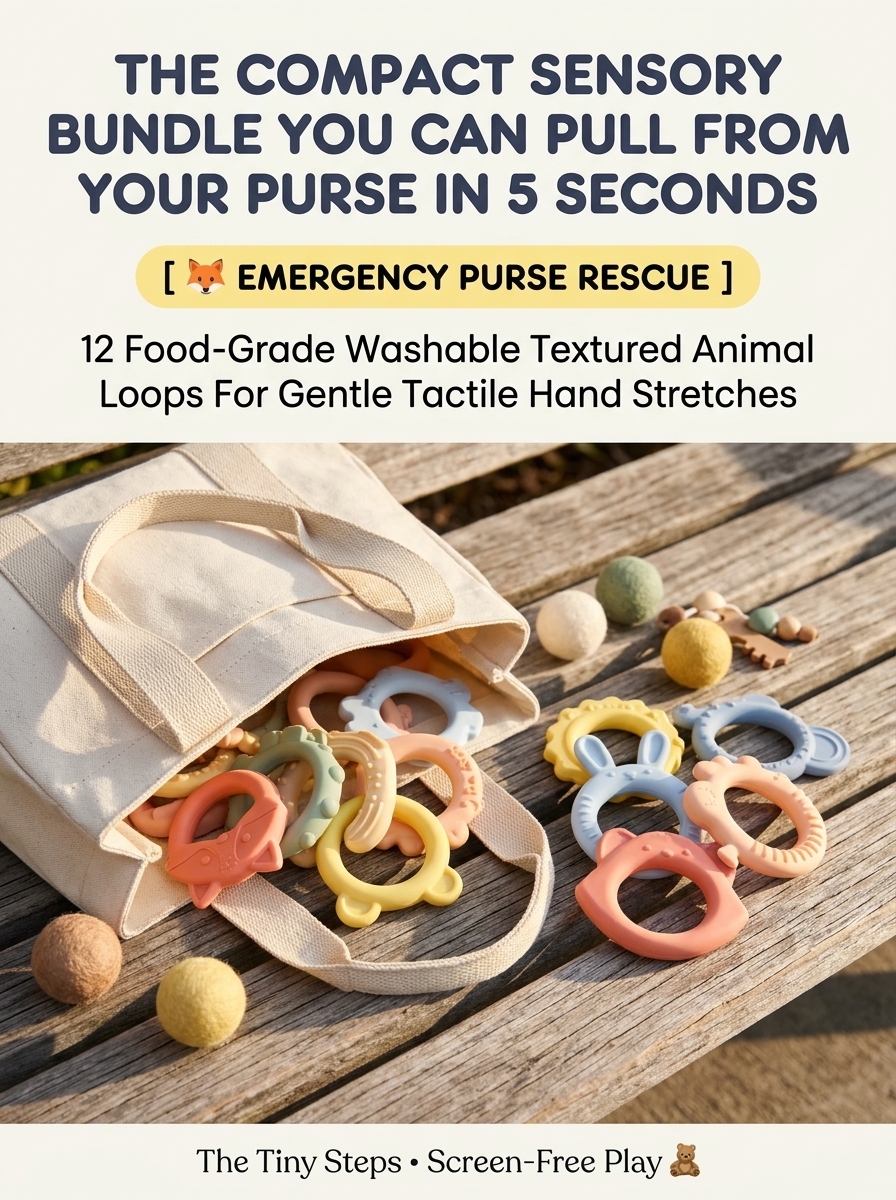 THE COMPACT SENSORY
BUNDLE YOU CAN PULL FROM
YOUR PURSE IN 5 SECONDS
[ 🦊 EMERGENCY PURSE RESCUE ]
12 Food-Grade Washable Textured Animal
Loops For Gentle Tactile Hand Stretches
The Tiny Steps • Screen-Free Play 🧸